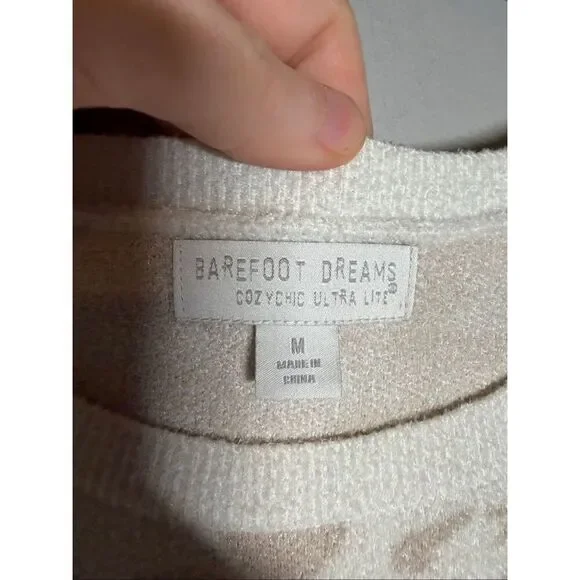 BAREFOOT DREAMS®
COZYCHIC ULTRA LITE®
M
MADE IN
CHINA